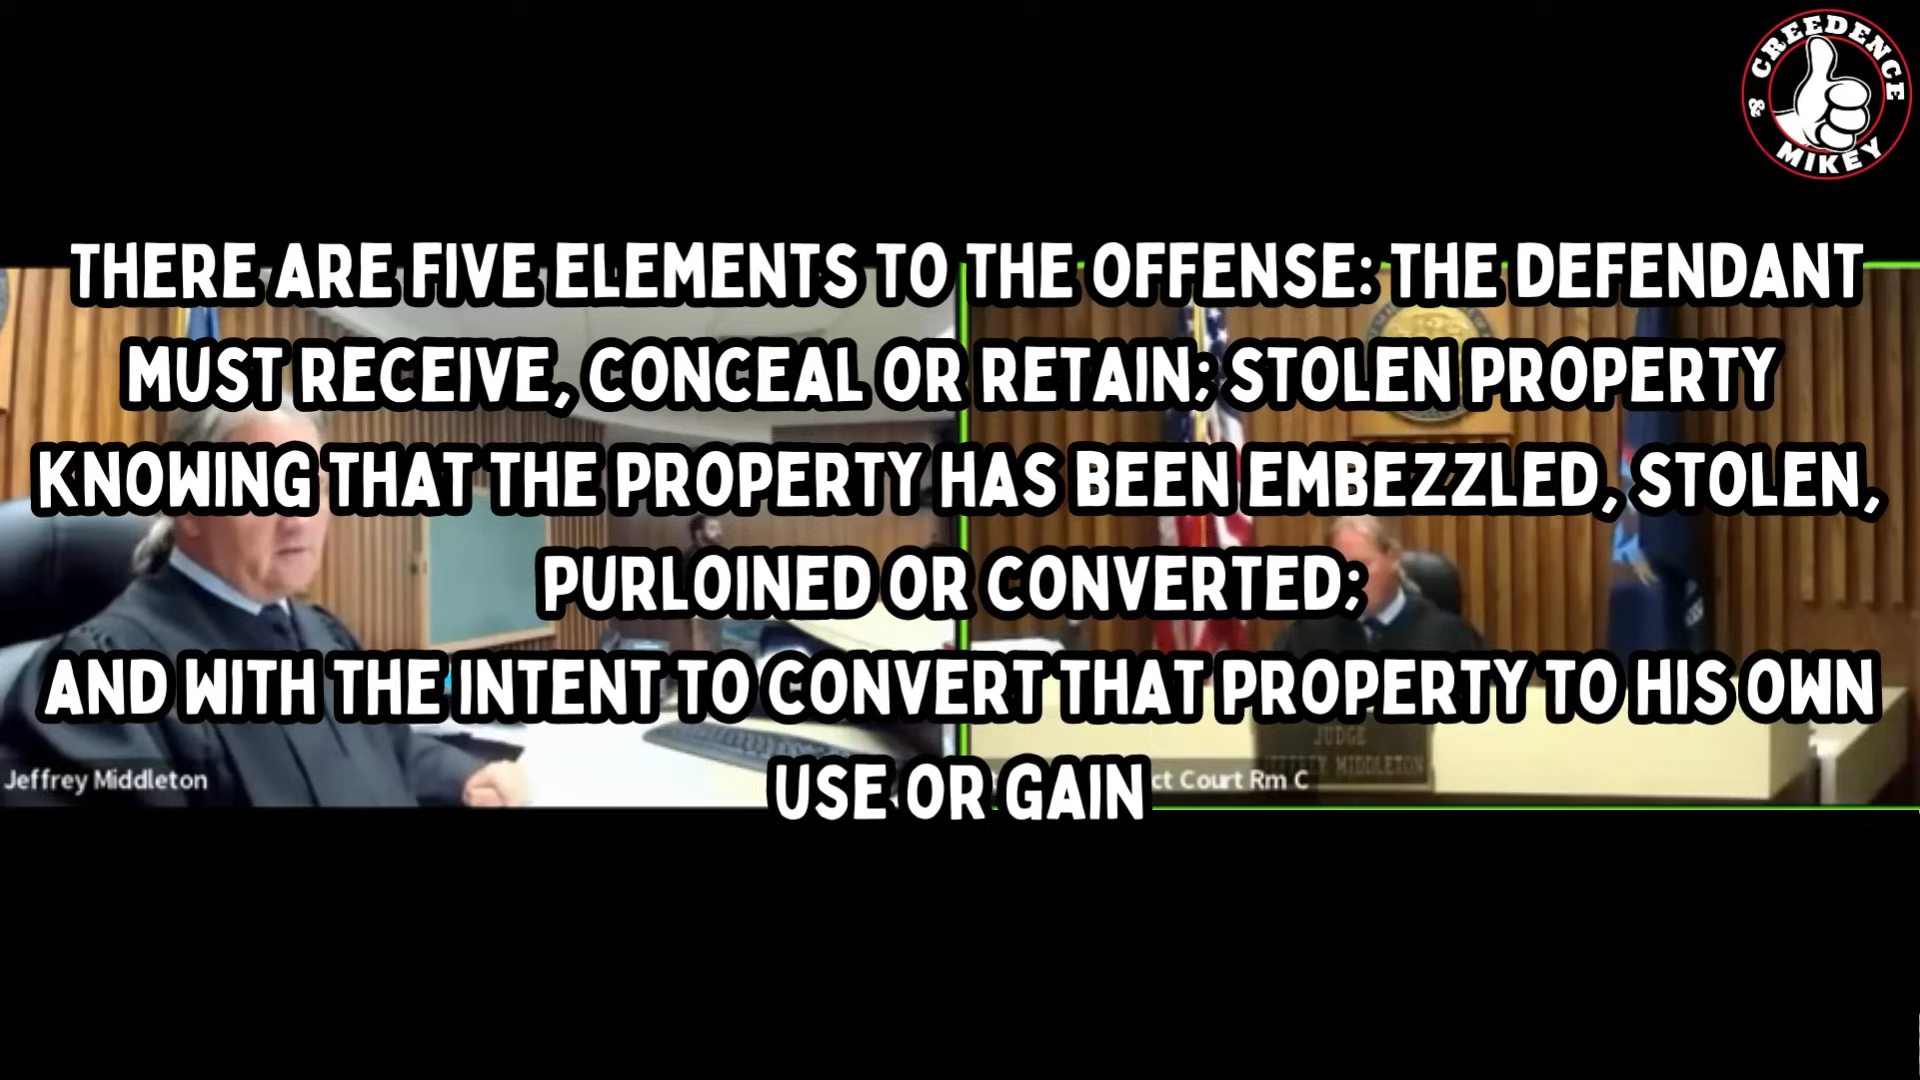 CREEDENCE
& MIKEY
THERE ARE FIVE ELEMENTS TO THE OFFENSE: THE DEFENDANT
MUST RECEIVE, CONCEAL OR RETAIN; STOLEN PROPERTY
KNOWING THAT THE PROPERTY HAS BEEN EMBEZZLED, STOLEN,
PURLOINED OR CONVERTED;
AND WITH THE INTENT TO CONVERT THAT PROPERTY TO HIS OWN
USE OR GAIN
JUDGE
JEFFREY MIDDLETON
Jeffrey Middleton
ct Court Rm C